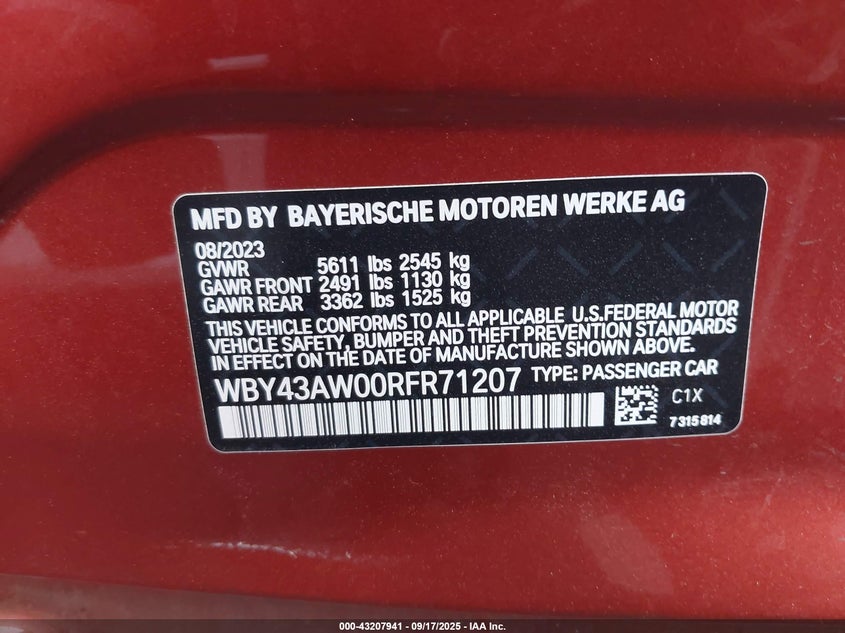 MFD BY BAYERISCHE MOTOREN WERKE AG
08/2023
GVWR 5611 lbs 2545 kg
GAWR FRONT 2491 lbs 1130 kg
GAWR REAR 3362 lbs 1525 kg
THIS VEHICLE CONFORMS TO ALL APPLICABLE U.S.FEDERAL MOTOR
VEHICLE SAFETY, BUMPER AND THEFT PREVENTION STANDARDS
IN EFFECT ON THE DATE OF MANUFACTURE SHOWN ABOVE.
WBY43AW00RFR71207 TYPE: PASSENGER CAR
C1X
7315814
000-43207941 - 09/17/2025 - IAA Inc.